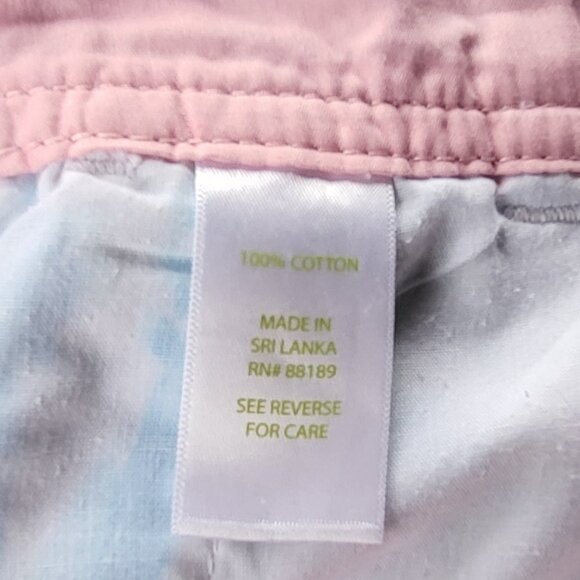 100% COTTON
MADE IN
SRI LANKA
RN# 88189
SEE REVERSE
FOR CARE